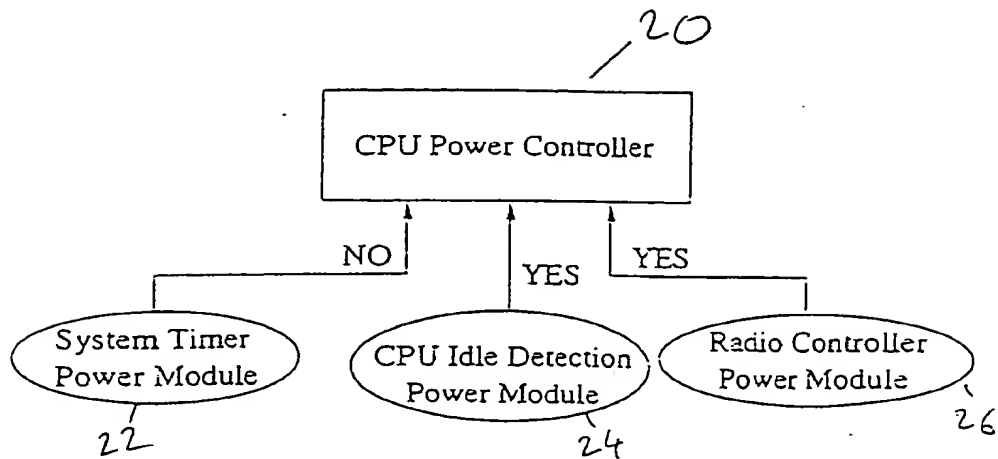 20
CPU Power Controller
NO
YES
YES
System Timer
Power Module
CPU Idle Detection
Power Module
Radio Controller
Power Module
22
24
26